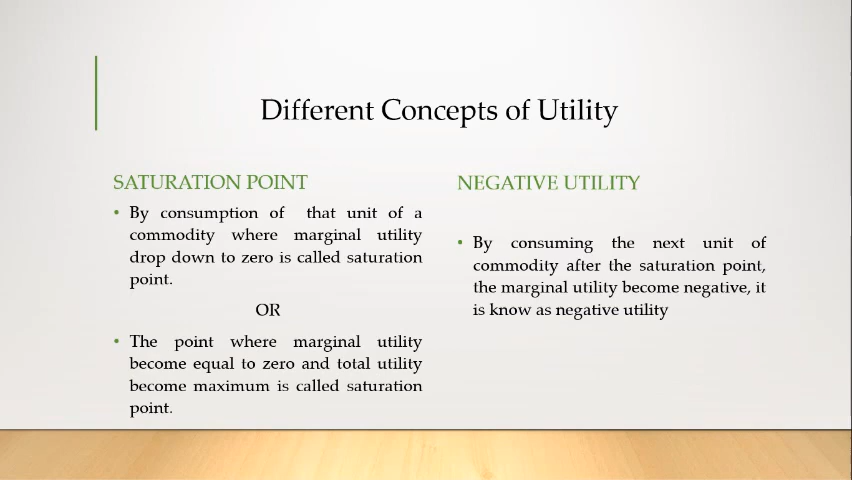 Different Concepts of Utility
SATURATION POINT
• By consumption of that unit of a
commodity where marginal utility
drop down to zero is called saturation
point.
OR
• The point where marginal utility
become equal to zero and total utility
become maximum is called saturation
point.
NEGATIVE UTILITY
• By consuming the next unit of
commodity after the saturation point,
the marginal utility become negative, it
is know as negative utility